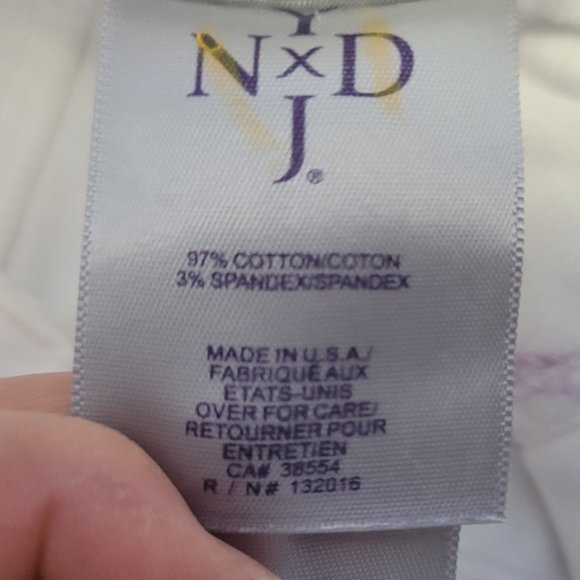 Y
N x D
J®
97% COTTON/COTON
3% SPANDEX/SPANDEX
MADE IN U.S.A./
FABRIQUÉ AUX
ETATS-UNIS
OVER FOR CARE/
RETOURNER POUR
ENTRETIEN
CA# 38554
R / N # 132016